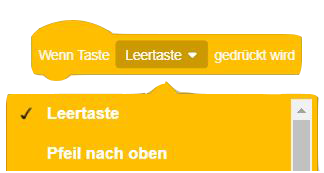 Wenn Taste Leertaste gedrückt wird
Leertaste
Pfeil nach oben